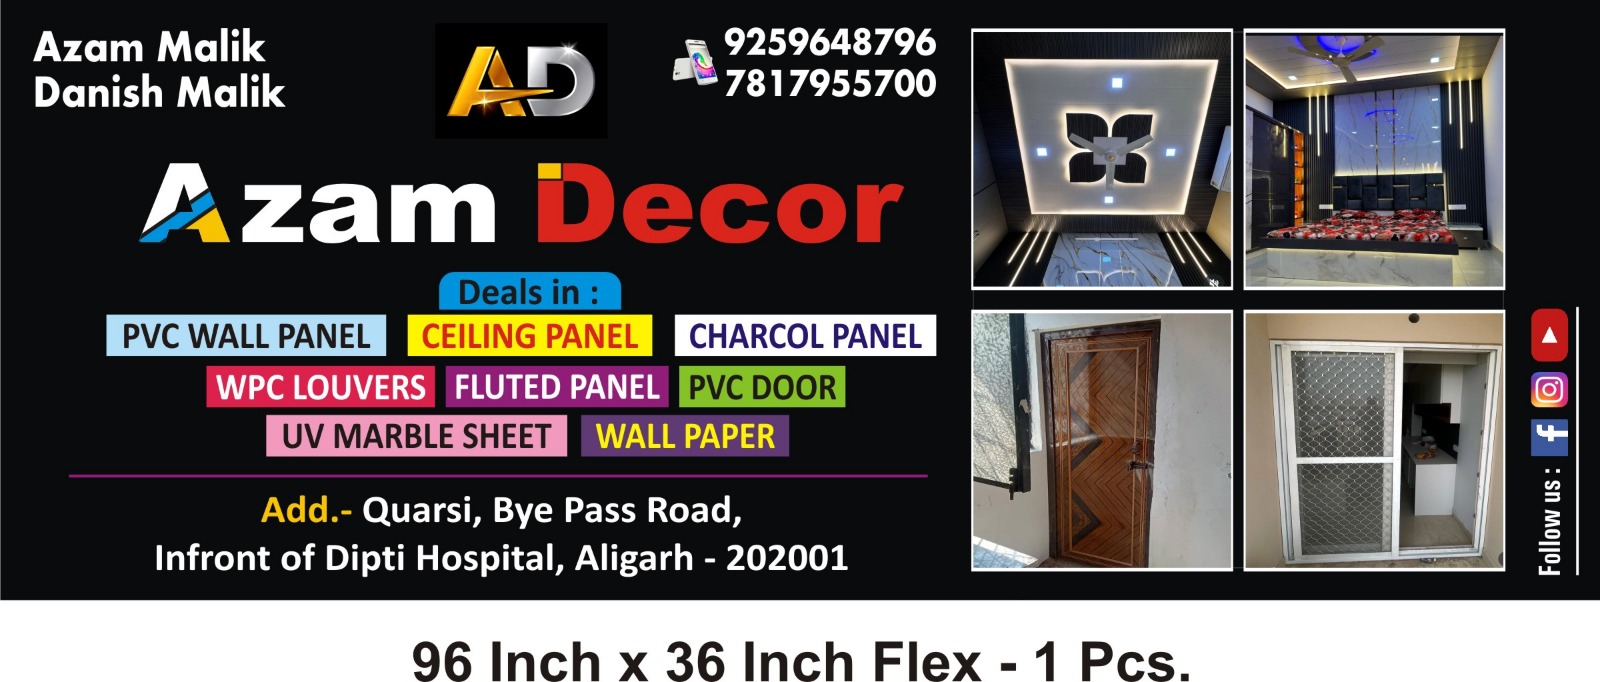 Azam Malik
Danish Malik
AD
9259648796
7817955700
Azam Decor
Deals in :
PVC WALL PANEL
CEILING PANEL
CHARCOL PANEL
WPC LOUVERS
FLUTED PANEL
PVC DOOR
UV MARBLE SHEET
WALL PAPER
Add.- Quarsi, Bye Pass Road,
Infront of Dipti Hospital, Aligarh - 202001
Follow us :
96 Inch x 36 Inch Flex - 1 Pcs.